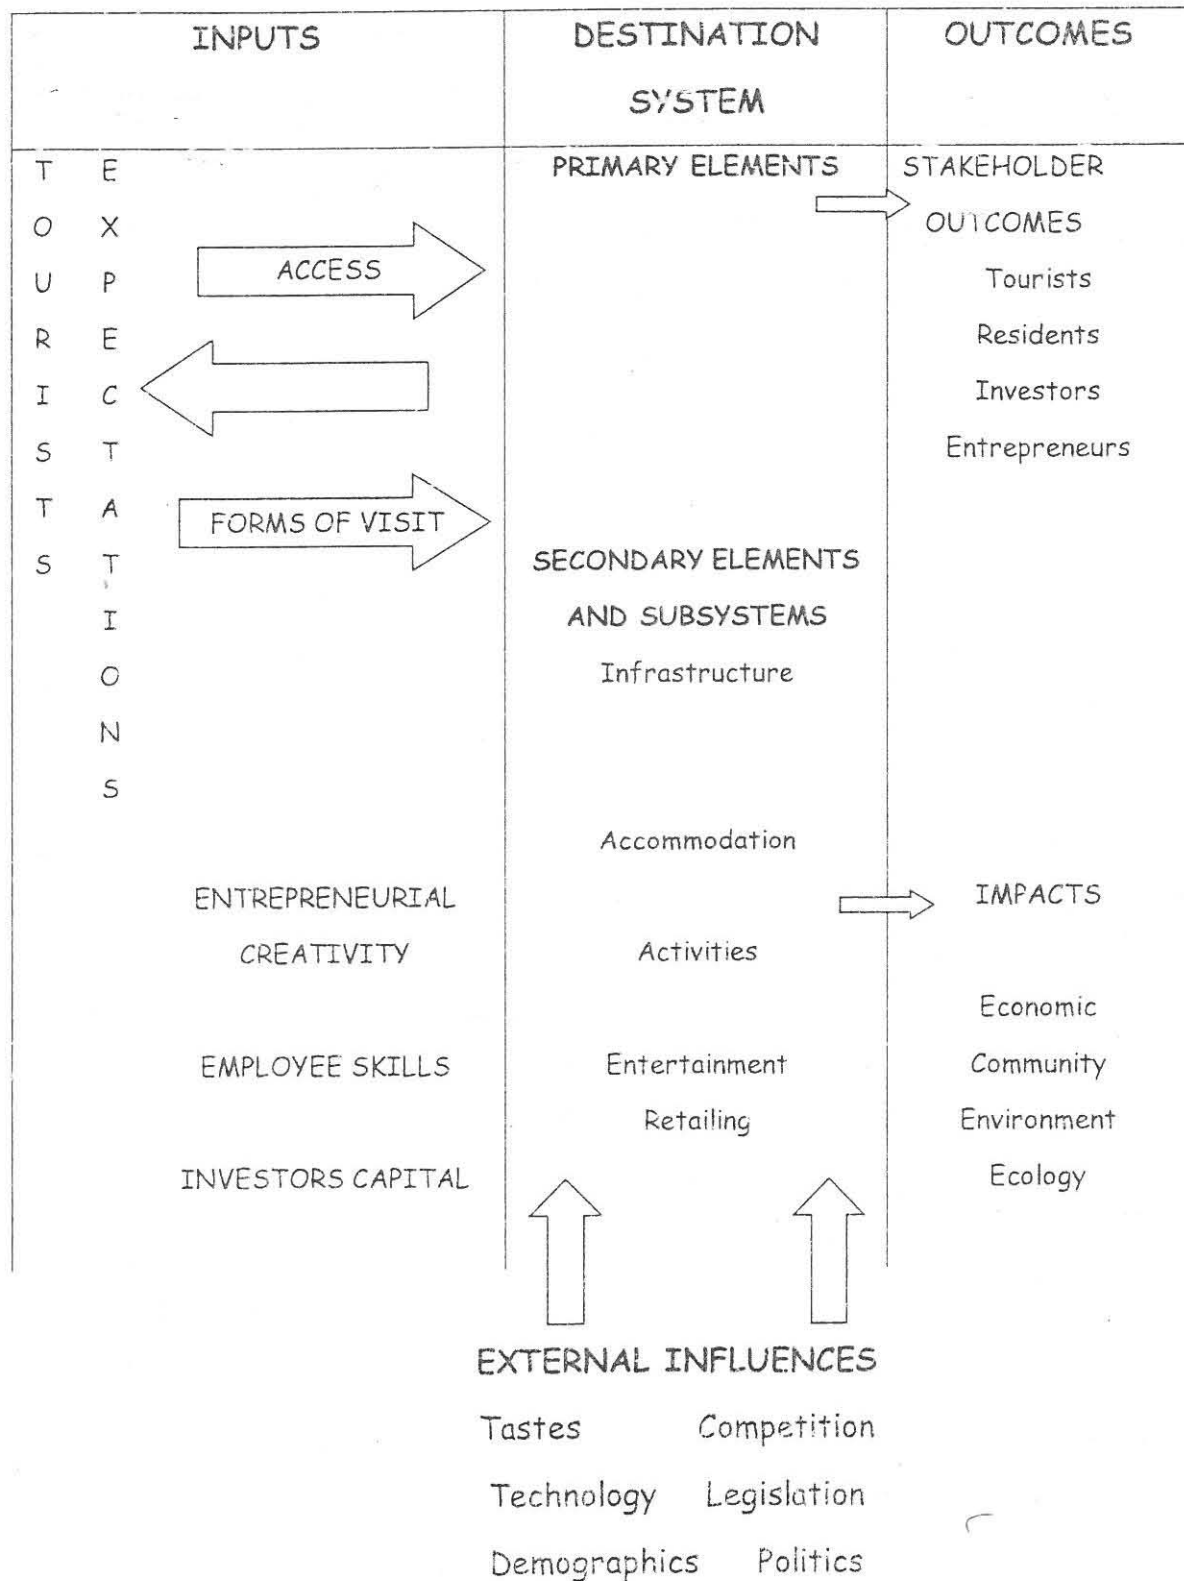 INPUTS
DESTINATION
SYSTEM
OUTCOMES
TOURISTS
EXPECTATIONS
ACCESS
FORMS OF VISIT
ENTREPRENEURIAL
CREATIVITY
EMPLOYEE SKILLS
INVESTORS CAPITAL
PRIMARY ELEMENTS
SECONDARY ELEMENTS
AND SUBSYSTEMS
Infrastructure
Accommodation
Activities
Entertainment
Retailing
STAKEHOLDER
OUTCOMES
Tourists
Residents
Investors
Entrepreneurs
IMPACTS
Economic
Community
Environment
Ecology
EXTERNAL INFLUENCES
Tastes Competition
Technology Legislation
Demographics Politics